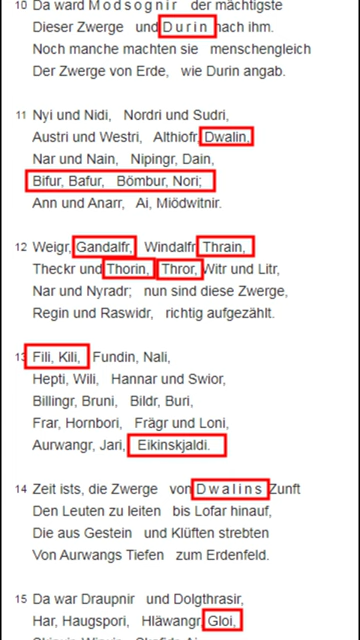 10 Da ward Modsognir der mächtigste
Dieser Zwerge und Durin nach ihm.
Noch manche machten sie menschengleich
Der Zwerge von Erde, wie Durin angab.
11 Nyi und Nidi, Nordri und Sudri,
Austri und Westri, Althiofr, Dwalin,
Nar und Nain, Nipingr, Dain,
Bifur, Bafur, Bömbur, Nori;
Ann und Anarr, Ai, Miödwitnir.
12 Weigr, Gandalfr, Windalfr, Thrain,
Theckr und Thorin, Thror, Witr und Litr,
Nar und Nyradr; nun sind diese Zwerge,
Regin und Raswidr, richtig aufgezählt.
13 Fili, Kili, Fundin, Nali,
Hepti, Wili, Hannar und Swior,
Billingr, Bruni, Bildr, Buri,
Frar, Hornbori, Frägr und Loni,
Aurwangr, Jari, Eikinskjaldi.
14 Zeit ists, die Zwerge von Dwalins Zunft
Den Leuten zu leiten bis Lofar hinauf,
Die aus Gestein und Klüften strebten
Von Aurwangs Tiefen zum Erdenfeld.
15 Da war Draupnir und Dolgthrasir,
Har, Haugspori, Hläwangr, Gloi,